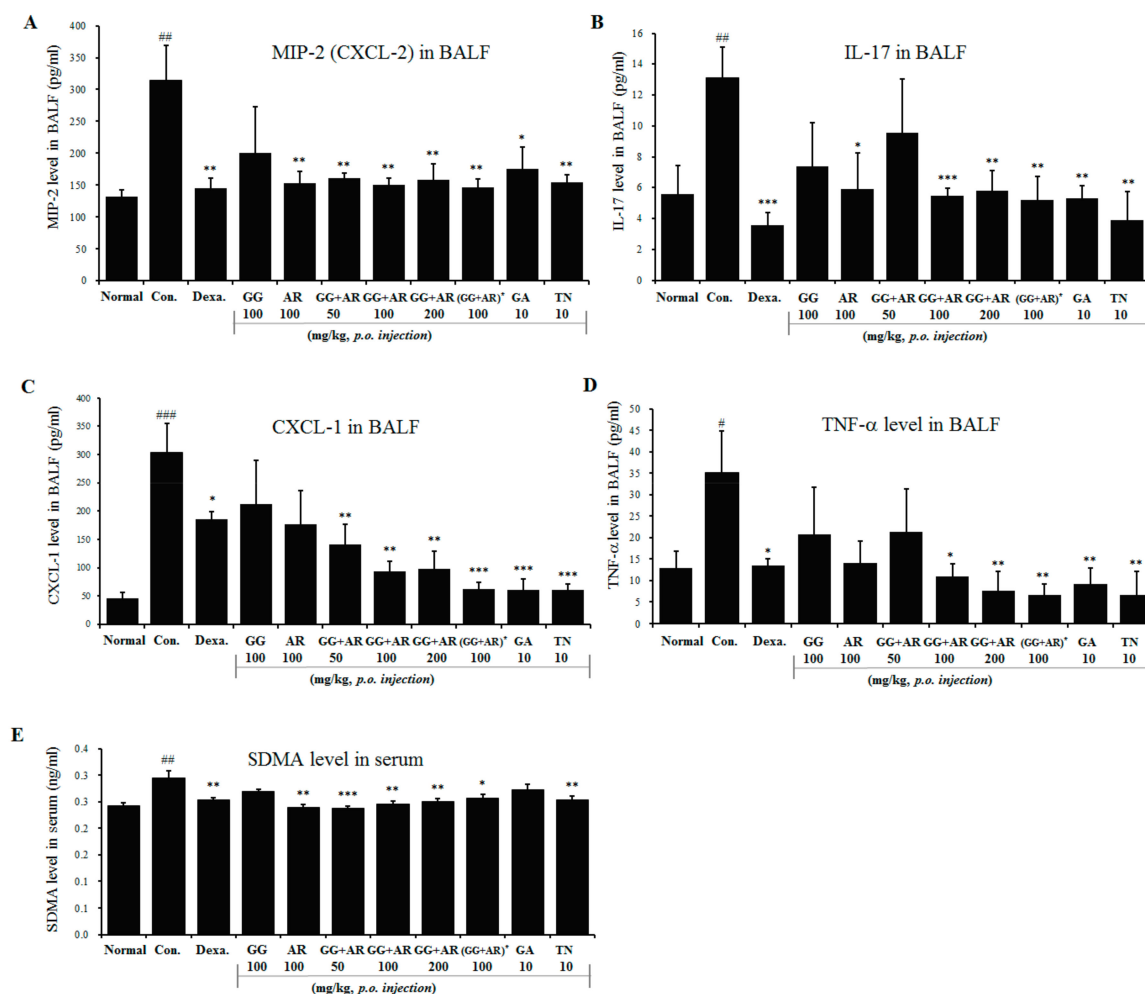 A
MIP-2 (CXCL-2) in BALF
MIP-2 level in BALF (pg/ml)
400
350
300
250
200
150
100
50
0
## ** ** ** ** ** ** * **
Normal Con. Dexa. GG AR GG+AR GG+AR GG+AR (GG+AR)* GA TN
100 100 50 100 200 100 10 10
(mg/kg, p.o. injection)
B
IL-17 in BALF
IL-17 level in BALF (pg/ml)
16
14
12
10
8
6
4
2
0
## *** * *** ** ** ** **
Normal Con. Dexa. GG AR GG+AR GG+AR GG+AR (GG+AR)* GA TN
100 100 50 100 200 100 10 10
(mg/kg, p.o. injection)
C
CXCL-1 in BALF
CXCL-1 level in BALF (pg/ml)
400
350
300
250
200
150
100
50
0
### * ** ** ** *** *** ***
Normal Con. Dexa. GG AR GG+AR GG+AR GG+AR (GG+AR)* GA TN
100 100 50 100 200 100 10 10
(mg/kg, p.o. injection)
D
TNF-α level in BALF
TNF-α level in BALF (pg/ml)
50
45
40
35
30
25
20
15
10
5
0
# * * ** ** ** **
Normal Con. Dexa. GG AR GG+AR GG+AR GG+AR (GG+AR)* GA TN
100 100 50 100 200 100 10 10
(mg/kg, p.o. injection)
E
SDMA level in serum
SDMA level in serum (ng/ml)
0.4
0.3
0.3
0.2
0.2
0.1
0.1
0.0
## ** ** *** ** ** * **
Normal Con. Dexa. GG AR GG+AR GG+AR GG+AR (GG+AR)* GA TN
100 100 50 100 200 100 10 10
(mg/kg, p.o. injection)